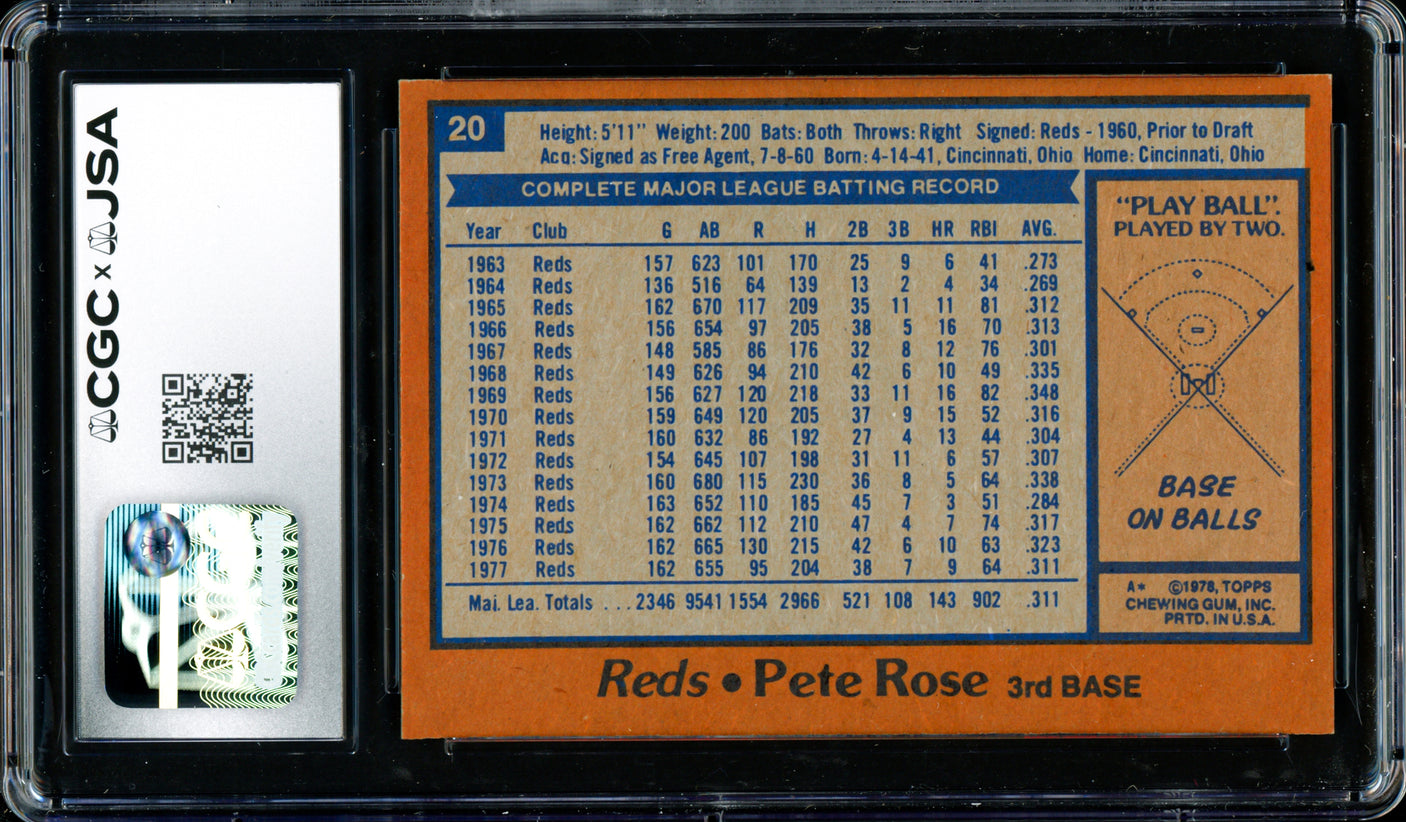 CGC x JSA
20
Height: 5'11" Weight: 200 Bats: Both Throws: Right Signed: Reds - 1960, Prior to Draft
Acq: Signed as Free Agent, 7-8-60 Born: 4-14-41, Cincinnati, Ohio Home: Cincinnati, Ohio
COMPLETE MAJOR LEAGUE BATTING RECORD
Year Club G AB R H 2B 3B HR RBI AVG.
1963 Reds 157 623 101 170 25 9 6 41 .273
1964 Reds 136 516 64 139 13 2 4 34 .269
1965 Reds 162 670 117 209 35 11 11 81 .312
1966 Reds 156 654 97 205 38 5 16 70 .313
1967 Reds 148 585 86 176 32 8 12 76 .301
1968 Reds 149 626 94 210 42 6 10 49 .335
1969 Reds 156 627 120 218 33 11 16 82 .348
1970 Reds 159 649 120 205 37 9 15 52 .316
1971 Reds 160 632 86 192 27 4 13 44 .304
1972 Reds 154 645 107 198 31 11 6 57 .307
1973 Reds 160 680 115 230 36 8 5 64 .338
1974 Reds 163 652 110 185 45 7 3 51 .284
1975 Reds 162 662 112 210 47 4 7 74 .317
1976 Reds 162 665 130 215 42 6 10 63 .323
1977 Reds 162 655 95 204 38 7 9 64 .311
Maj. Lea. Totals ... 2346 9541 1554 2966 521 108 143 902 .311
"PLAY BALL".
PLAYED BY TWO.
BASE
ON BALLS
A* ©1978, TOPPS
CHEWING GUM, INC.
PRTD. IN U.S.A.
Reds • Pete Rose 3rd BASE